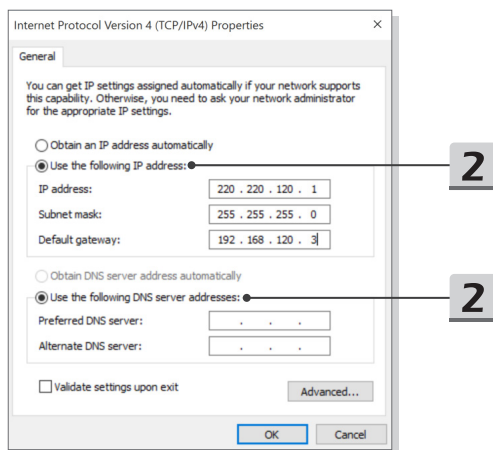 Internet Protocol Version 4 (TCP/IPv4) Properties
General
You can get IP settings assigned automatically if your network supports
this capability. Otherwise, you need to ask your network administrator
for the appropriate IP settings.
Obtain an IP address automatically
Use the following IP address:
2
IP address: 220 . 220 . 120 . 1
Subnet mask: 255 . 255 . 255 . 0
Default gateway: 192 . 168 . 120 . 3
Obtain DNS server address automatically
Use the following DNS server addresses:
2
Preferred DNS server: . . .
Alternate DNS server: . . .
Validate settings upon exit
Advanced...
OK Cancel